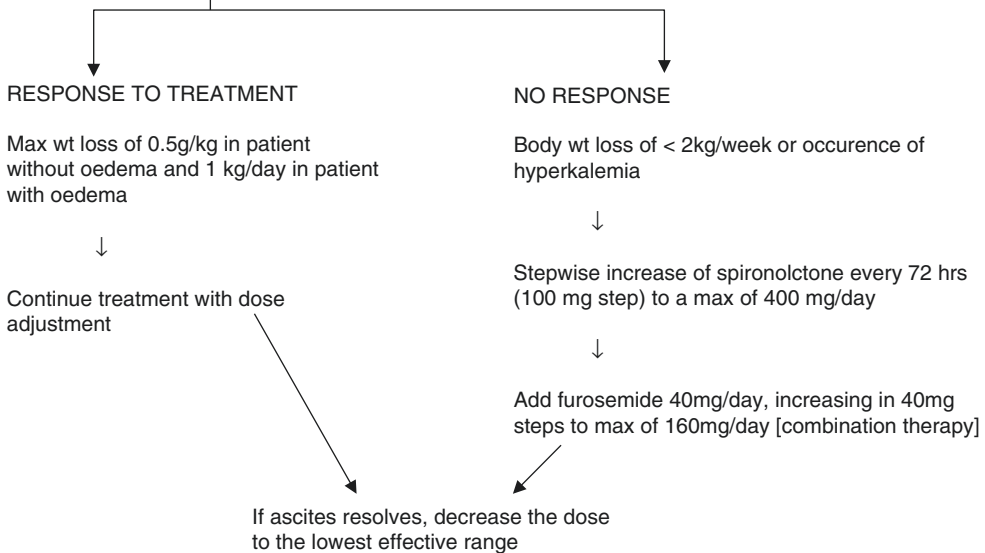 RESPONSE TO TREATMENT
Max wt loss of 0.5g/kg in patient
without oedema and 1 kg/day in patient
with oedema
↓
Continue treatment with dose
adjustment
NO RESPONSE
Body wt loss of < 2kg/week or occurence of
hyperkalemia
↓
Stepwise increase of spironolctone every 72 hrs
(100 mg step) to a max of 400 mg/day
↓
Add furosemide 40mg/day, increasing in 40mg
steps to max of 160mg/day [combination therapy]
If ascites resolves, decrease the dose
to the lowest effective range